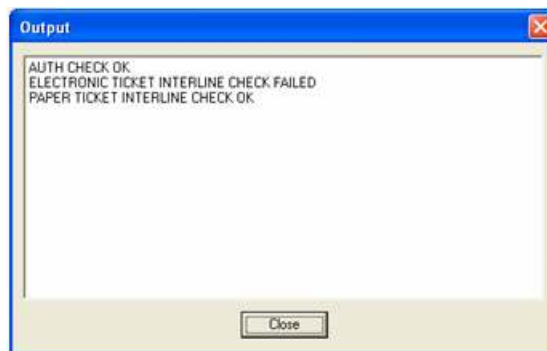 Output
AUTH CHECK OK
ELECTRONIC TICKET INTERLINE CHECK FAILED
PAPER TICKET INTERLINE CHECK OK
Close